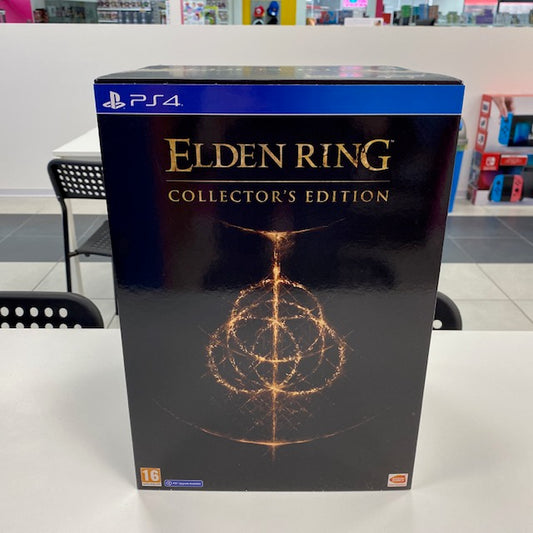 PS4
ELDEN RING
COLLECTOR'S EDITION
16